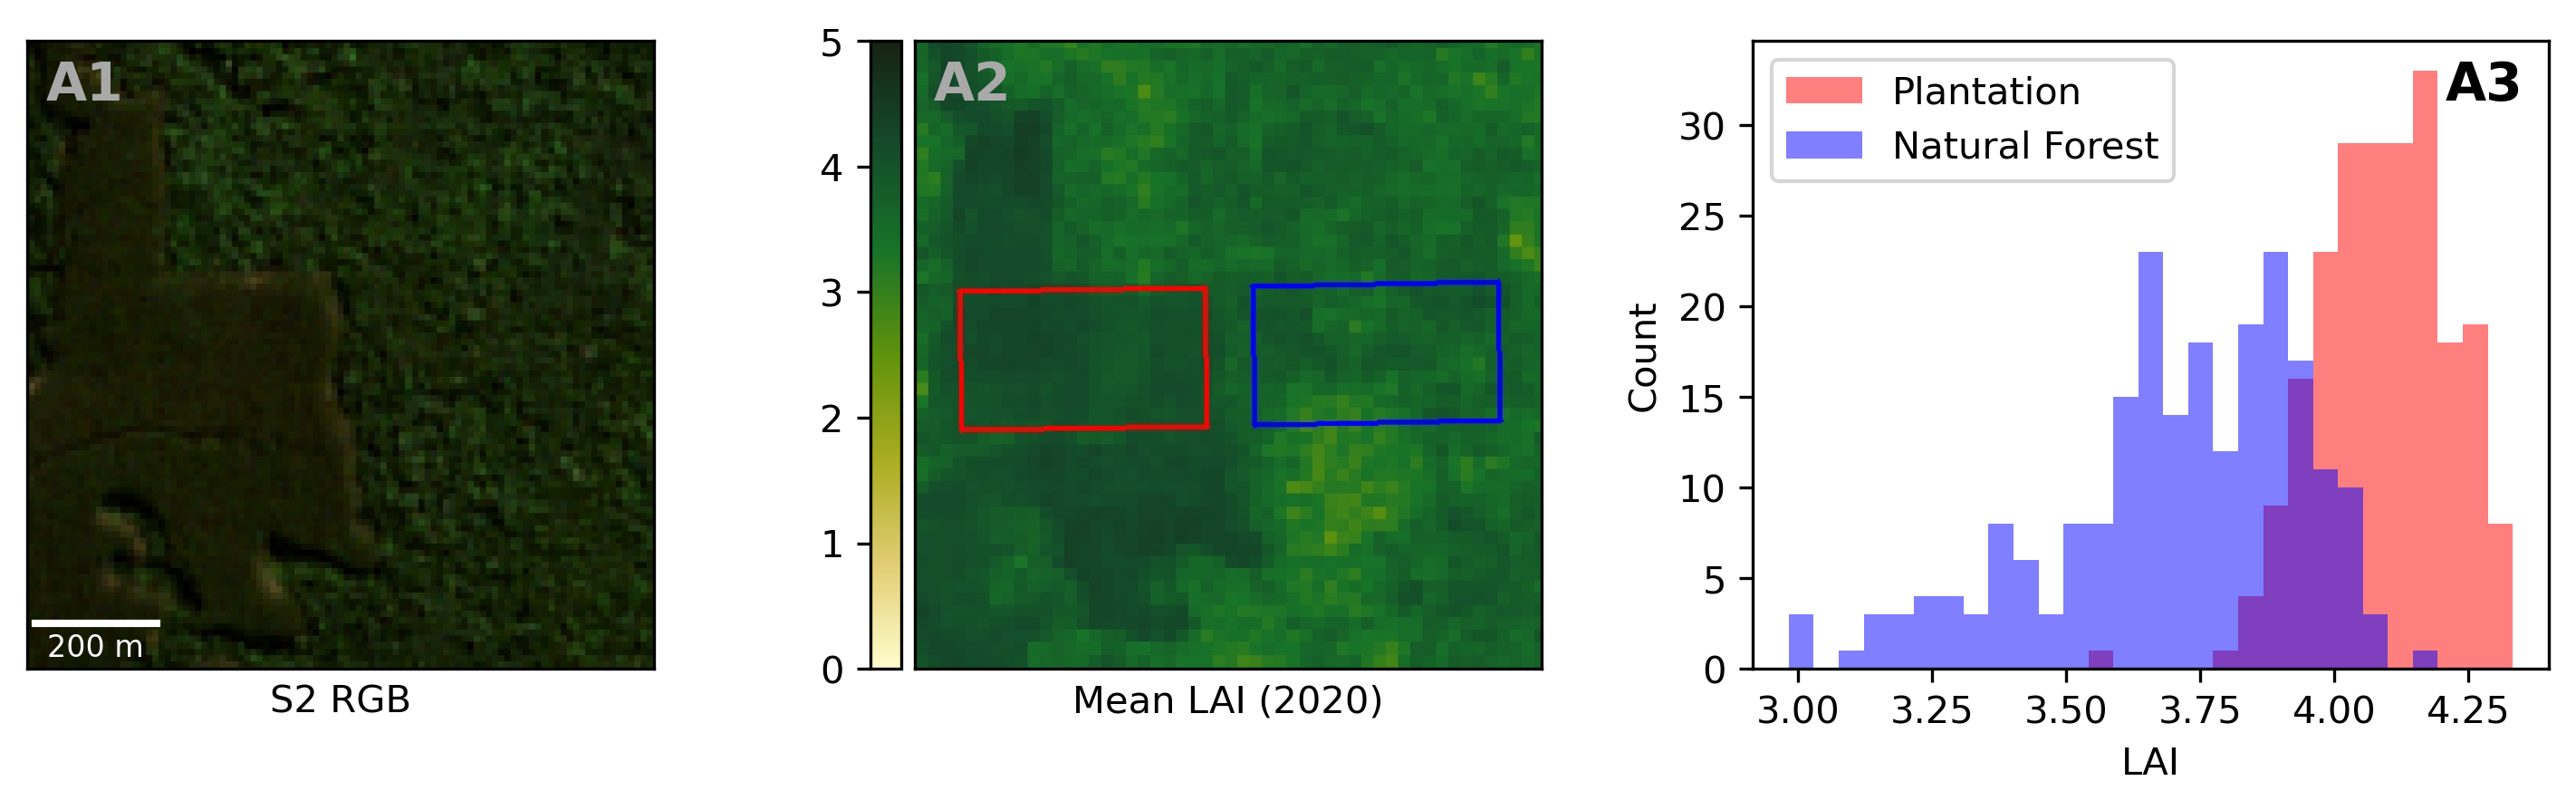 A1
200 m
S2 RGB
5
4
3
2
1
0
A2
Mean LAI (2020)
A3
Plantation
Natural Forest
30
25
20
15
10
5
0
Count
3.00 3.25 3.50 3.75 4.00 4.25
LAI